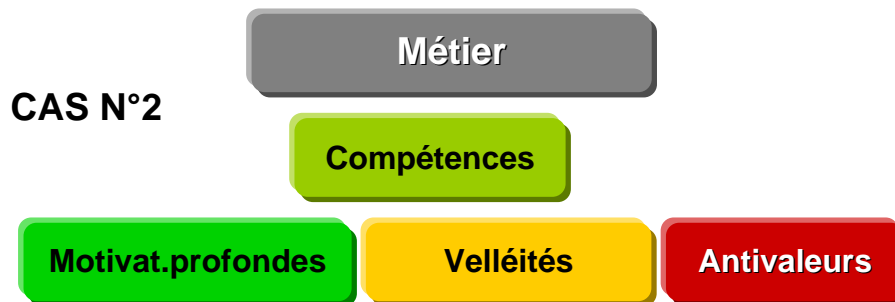 Métier
CAS N°2
Compétences
Motivat.profondes
Velléités
Antivaleurs